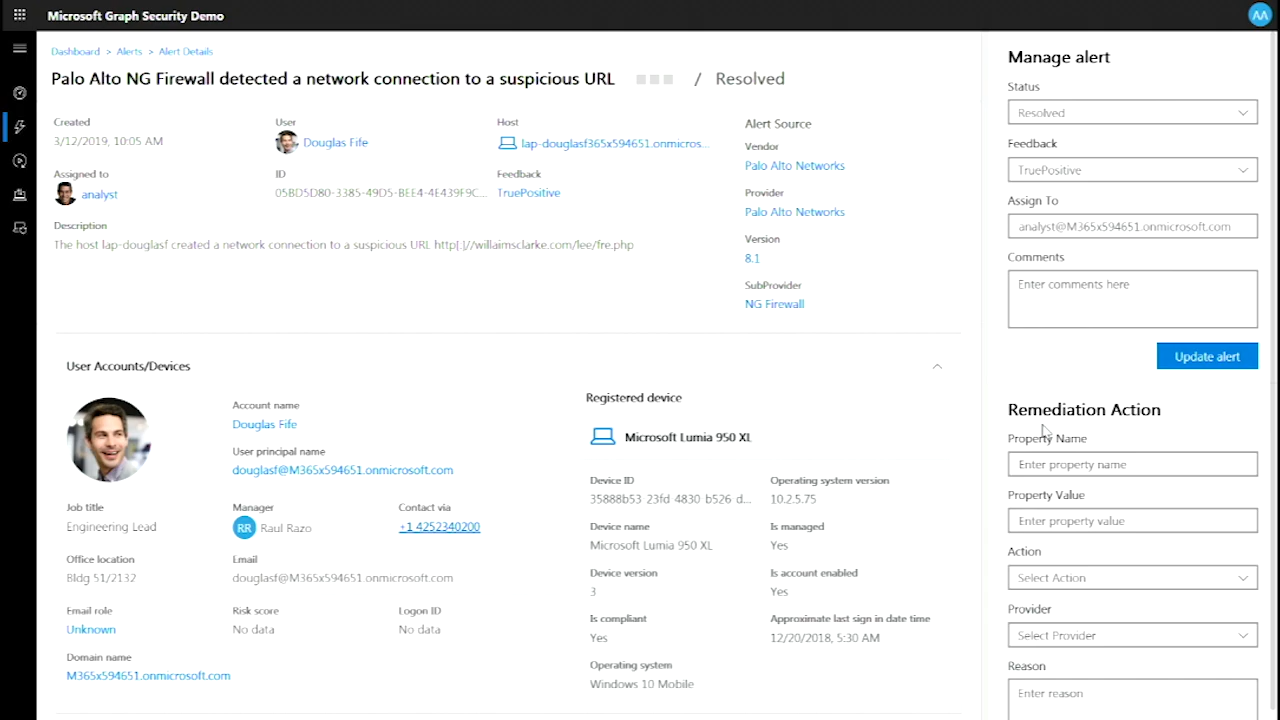 Microsoft Graph Security Demo
AA
Dashboard > Alerts > Alert Details
Palo Alto NG Firewall detected a network connection to a suspicious URL / Resolved
Created
3/12/2019, 10:05 AM
User
Douglas Fife
Host
lap-douglasf365x594651.onmicros...
Assigned to
analyst
ID
05BD5D80-3385-49D5-BEE4-4E439F9C...
Feedback
TruePositive
Description
The host lap-douglasf created a network connection to a suspicious URL http[:]//willaimsclarke.com/lee/fre.php
Alert Source
Vendor
Palo Alto Networks
Provider
Palo Alto Networks
Version
8.1
SubProvider
NG Firewall
User Accounts/Devices
Account name
Douglas Fife
User principal name
douglasf@M365x594651.onmicrosoft.com
Job title
Engineering Lead
Manager
RR Raul Razo
Contact via
+1 4252340200
Office location
Bldg 51/2132
Email
douglasf@M365x594651.onmicrosoft.com
Email role
Unknown
Risk score
No data
Logon ID
No data
Domain name
M365x594651.onmicrosoft.com
Registered device
Microsoft Lumia 950 XL
Device ID
35888b53 23fd 4830 b526 d...
Operating system version
10.2.5.75
Device name
Microsoft Lumia 950 XL
Is managed
Yes
Device version
3
Is account enabled
Yes
Is compliant
Yes
Approximate last sign in date time
12/20/2018, 5:30 AM
Operating system
Windows 10 Mobile
Manage alert
Status
Resolved
Feedback
TruePositive
Assign To
analyst@M365x594651.onmicrosoft.com
Comments
Enter comments here
Update alert
Remediation Action
Property Name
Enter property name
Property Value
Enter property value
Action
Select Action
Provider
Select Provider
Reason
Enter reason